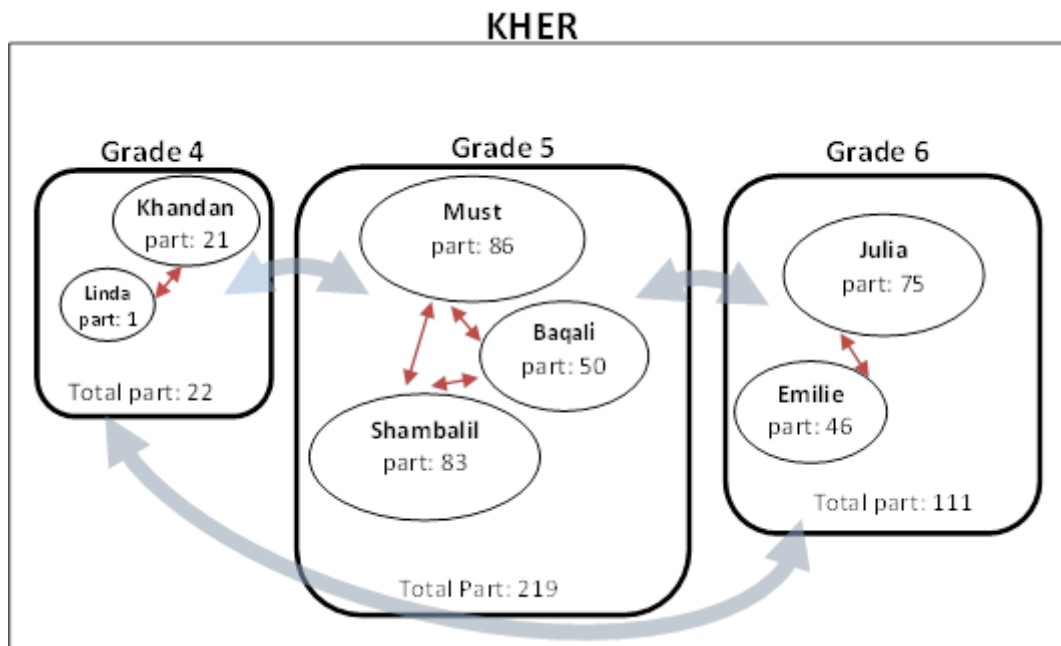 KHER
Grade 4
Khandan
part: 21
Linda
part: 1
Total part: 22
Grade 5
Must
part: 86
Baqali
part: 50
Shambalil
part: 83
Total Part: 219
Grade 6
Julia
part: 75
Emilie
part: 46
Total part: 111